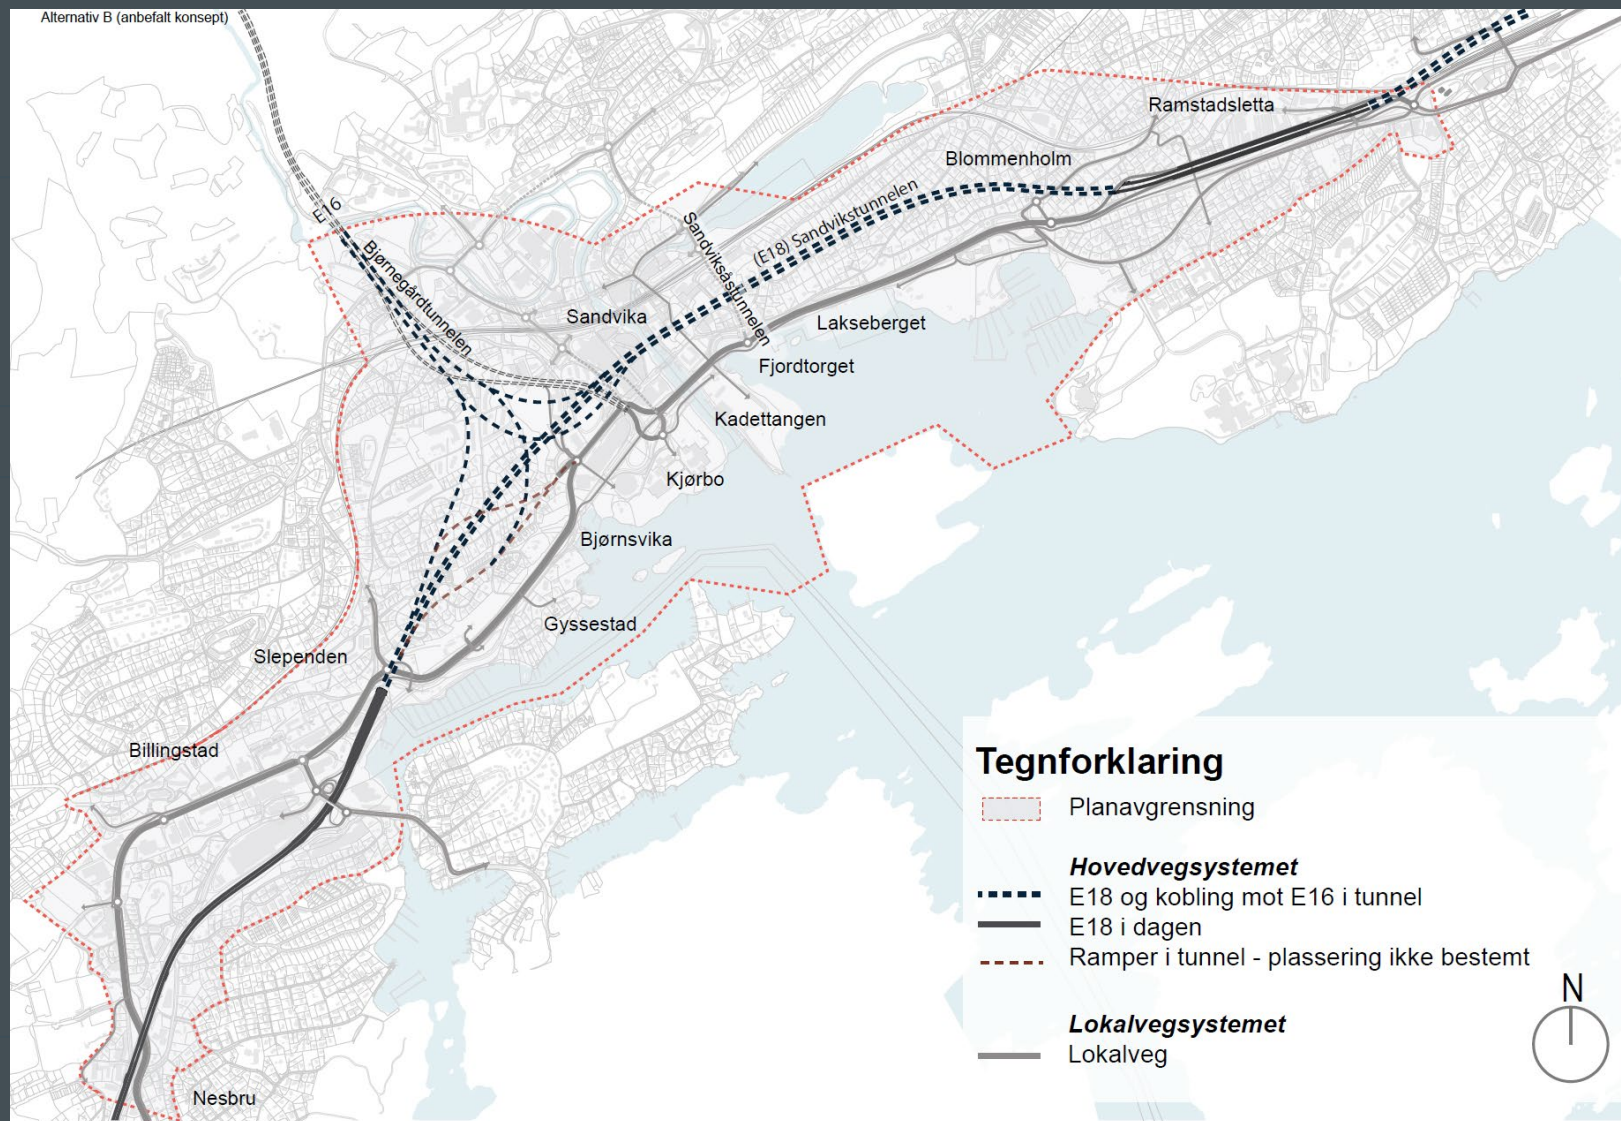 Alternativ B (anbefalt konsept)
Ramstadsletta
Blommenholm
E16
Bjørnegårdtunnelen
Sandviksåstunnelen
(E18) Sandvikstunnelen
Sandvika
Lakseberget
Fjordtorget
Kadettangen
Kjørbo
Bjørnsvika
Gyssestad
Slependen
Billingstad
Nesbru
Tegnforklaring
Planavgrensning
Hovedvegsystemet
E18 og kobling mot E16 i tunnel
E18 i dagen
Ramper i tunnel - plassering ikke bestemt
Lokalvegsystemet
Lokalveg
N